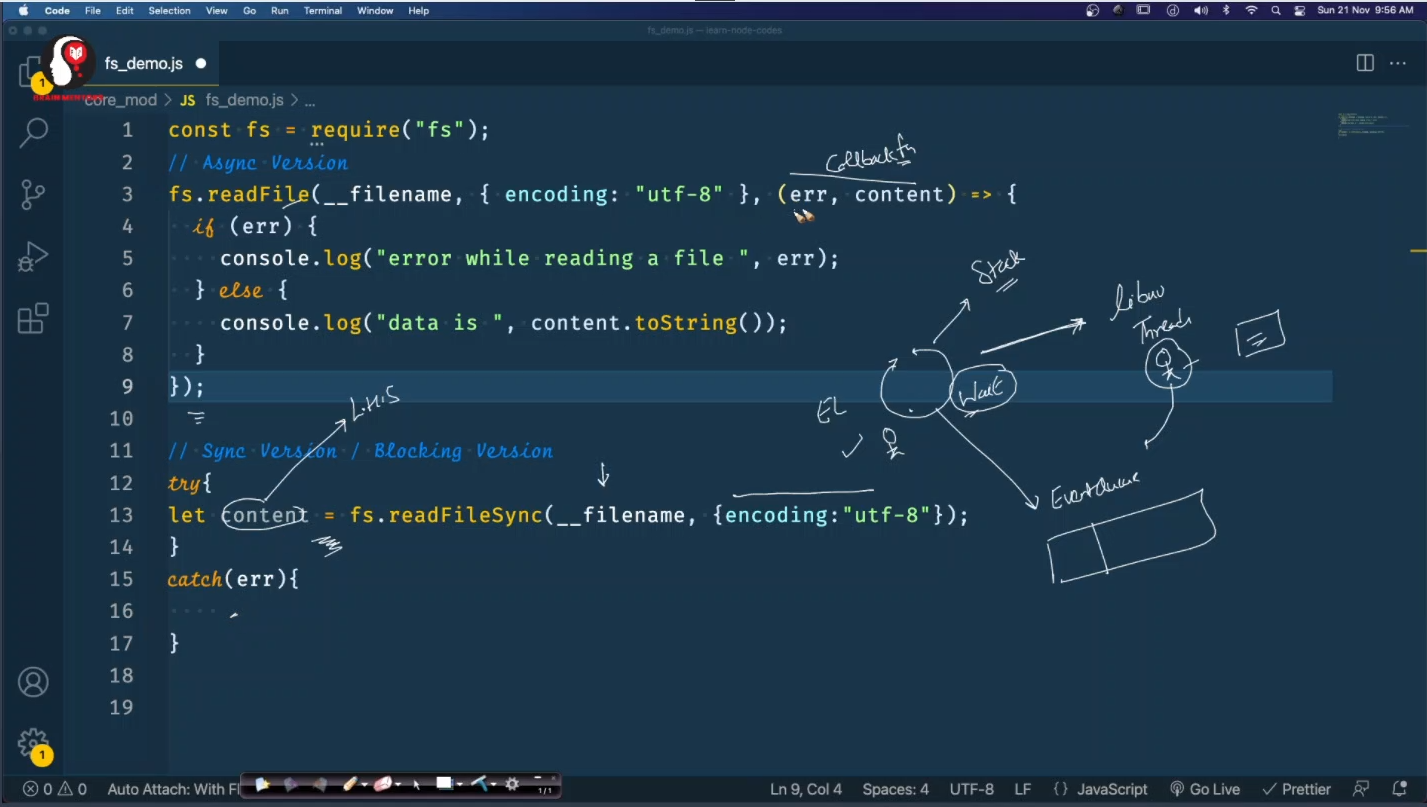 Code File Edit Selection View Go Run Terminal Window Help Sun 21 Nov 9:56 AM
fs_demo.js — learn-node-codes
fs_demo.js
1
BRAIN MENTORS
core_mod > JS fs_demo.js > ...
1 const fs = require("fs");
2 // Async Version
Callback fn
3 fs.readFile(__filename, { encoding: "utf-8" }, (err, content) => {
4 if (err) {
5 console.log("error while reading a file ", err);
6 } else {
Stack
libuv
7 console.log("data is ", content.toString());
Threads
8 }
9 });
Wait
L.H.S
EL
10
11 // Sync Version / Blocking Version
12 try{
Event Queue
13 let content = fs.readFileSync(__filename, {encoding:"utf-8"});
14 }
15 catch(err){
16
17 }
18
19
1
0 0 Auto Attach: With Fl 1/1 Ln 9, Col 4 Spaces: 4 UTF-8 LF {} JavaScript Go Live Prettier